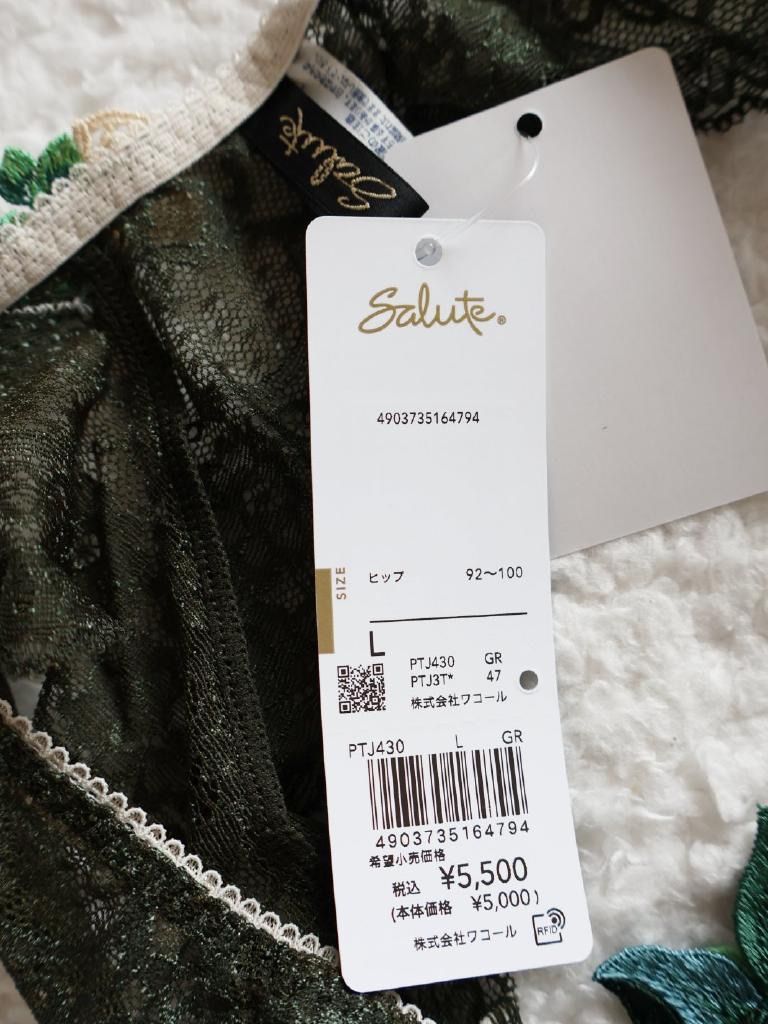 Salute
Salute®
4903735164794
SIZE
ヒップ 92～100
L
PTJ430 GR
PTJ3T* 47
株式会社ワコール
PTJ430 L GR
4903735164794
希望小売価格
税込 ¥5,500
(本体価格 ¥5,000)
株式会社ワコール
RFID